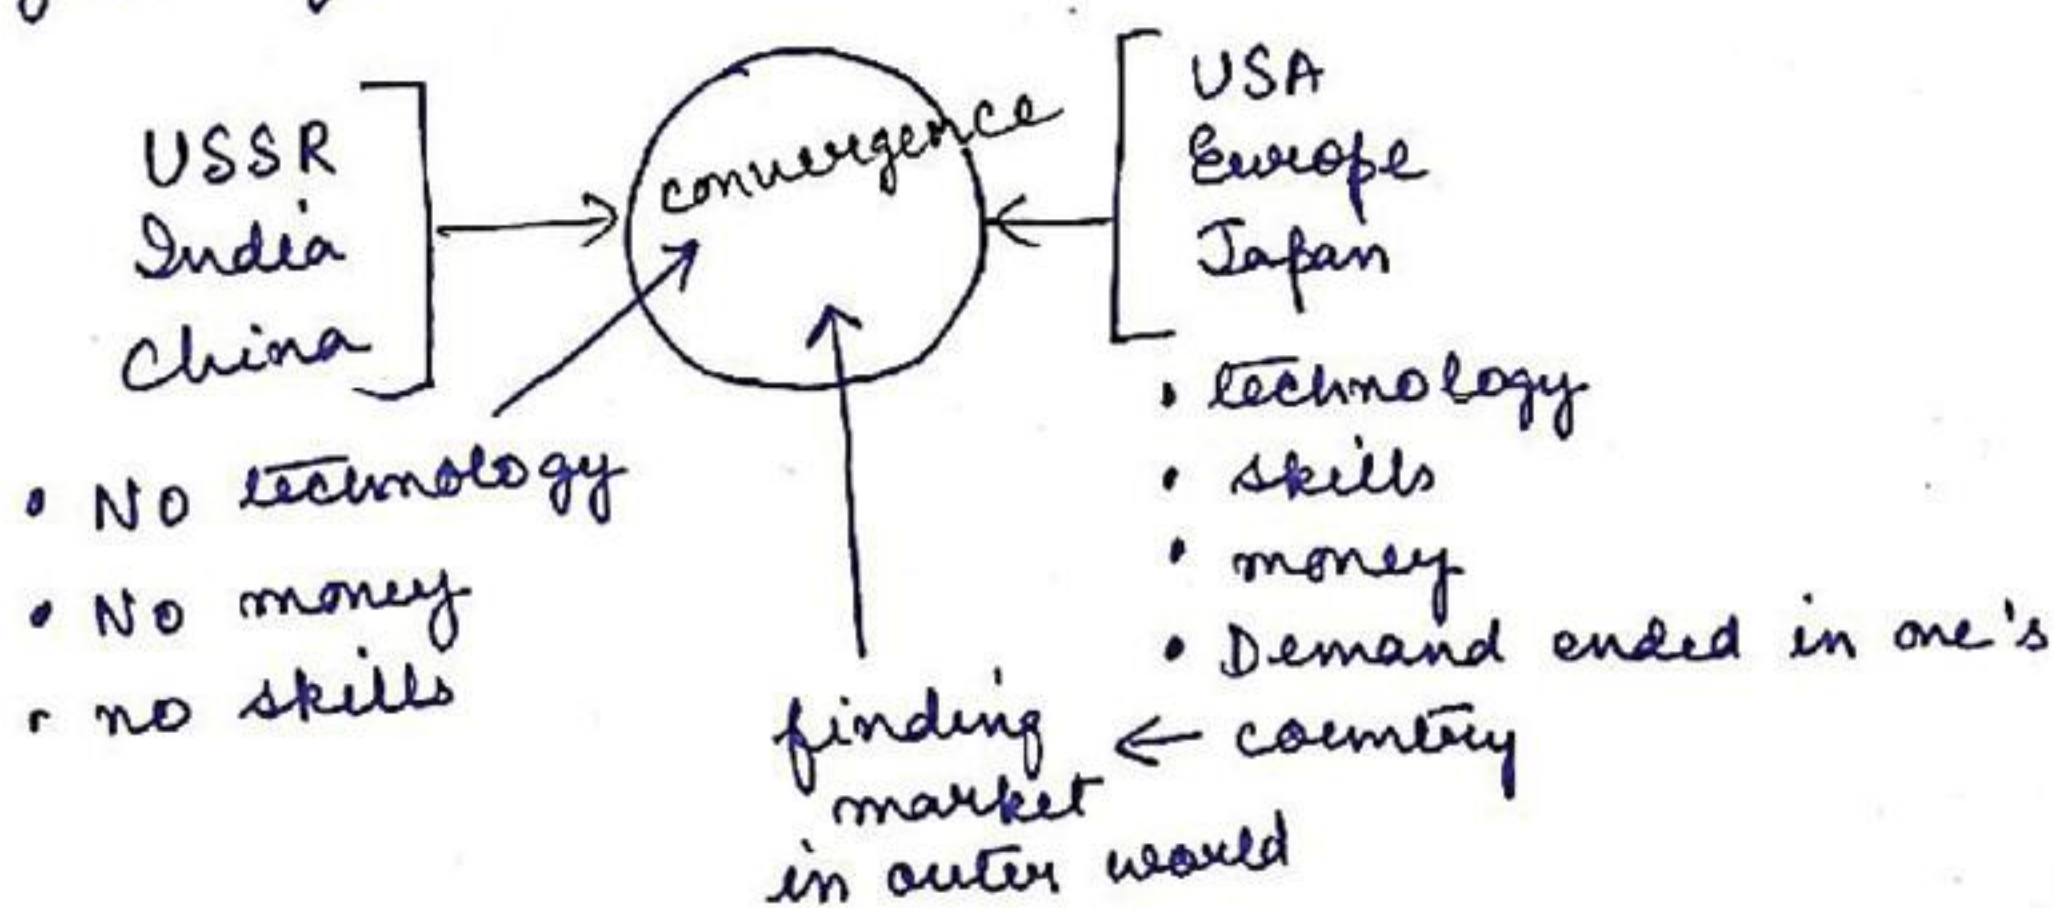 USSR
India
China
convergence
USA
Europe
Japan
• No technology
• No money
• no skills
• technology
• skills
• money
• Demand ended in one's
country
finding
market
in outer world